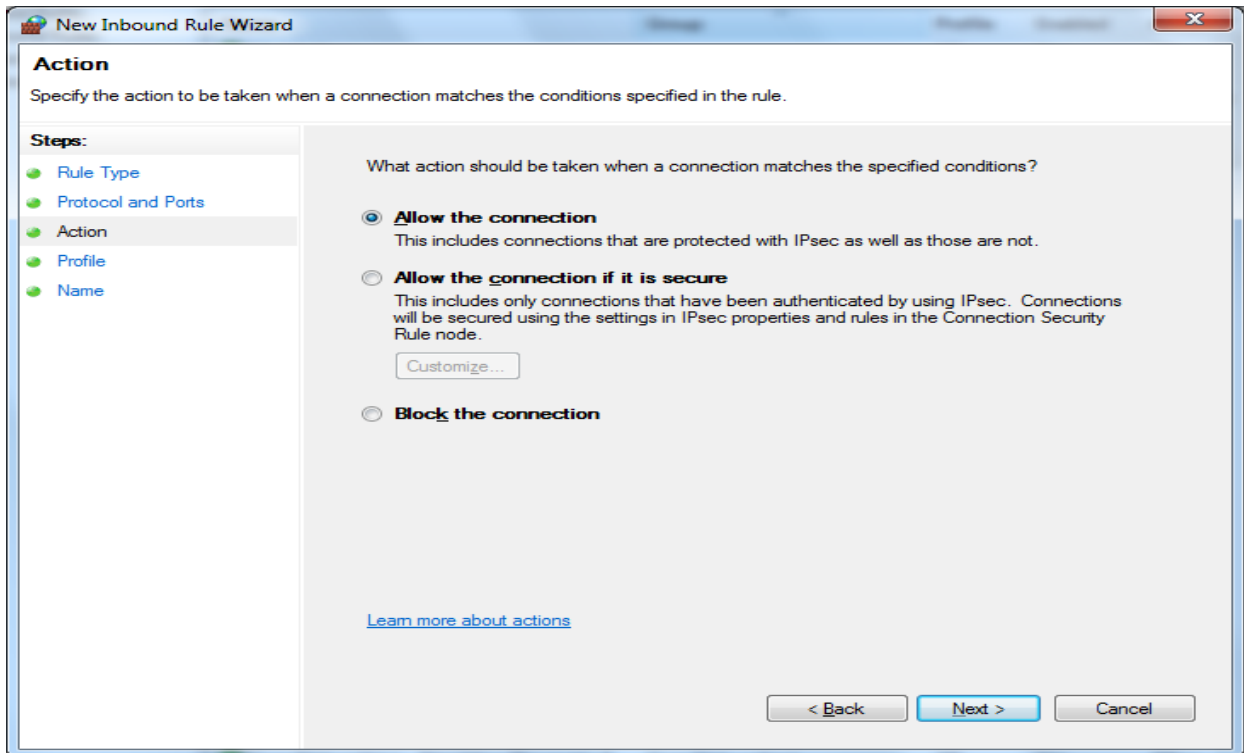 New Inbound Rule Wizard
Action
Specify the action to be taken when a connection matches the conditions specified in the rule.
Steps:
Rule Type
Protocol and Ports
Action
Profile
Name
What action should be taken when a connection matches the specified conditions?
Allow the connection
This includes connections that are protected with IPsec as well as those are not.
Allow the connection if it is secure
This includes only connections that have been authenticated by using IPsec. Connections
will be secured using the settings in IPsec properties and rules in the Connection Security
Rule node.
Customize...
Block the connection
Learn more about actions
< Back
Next >
Cancel